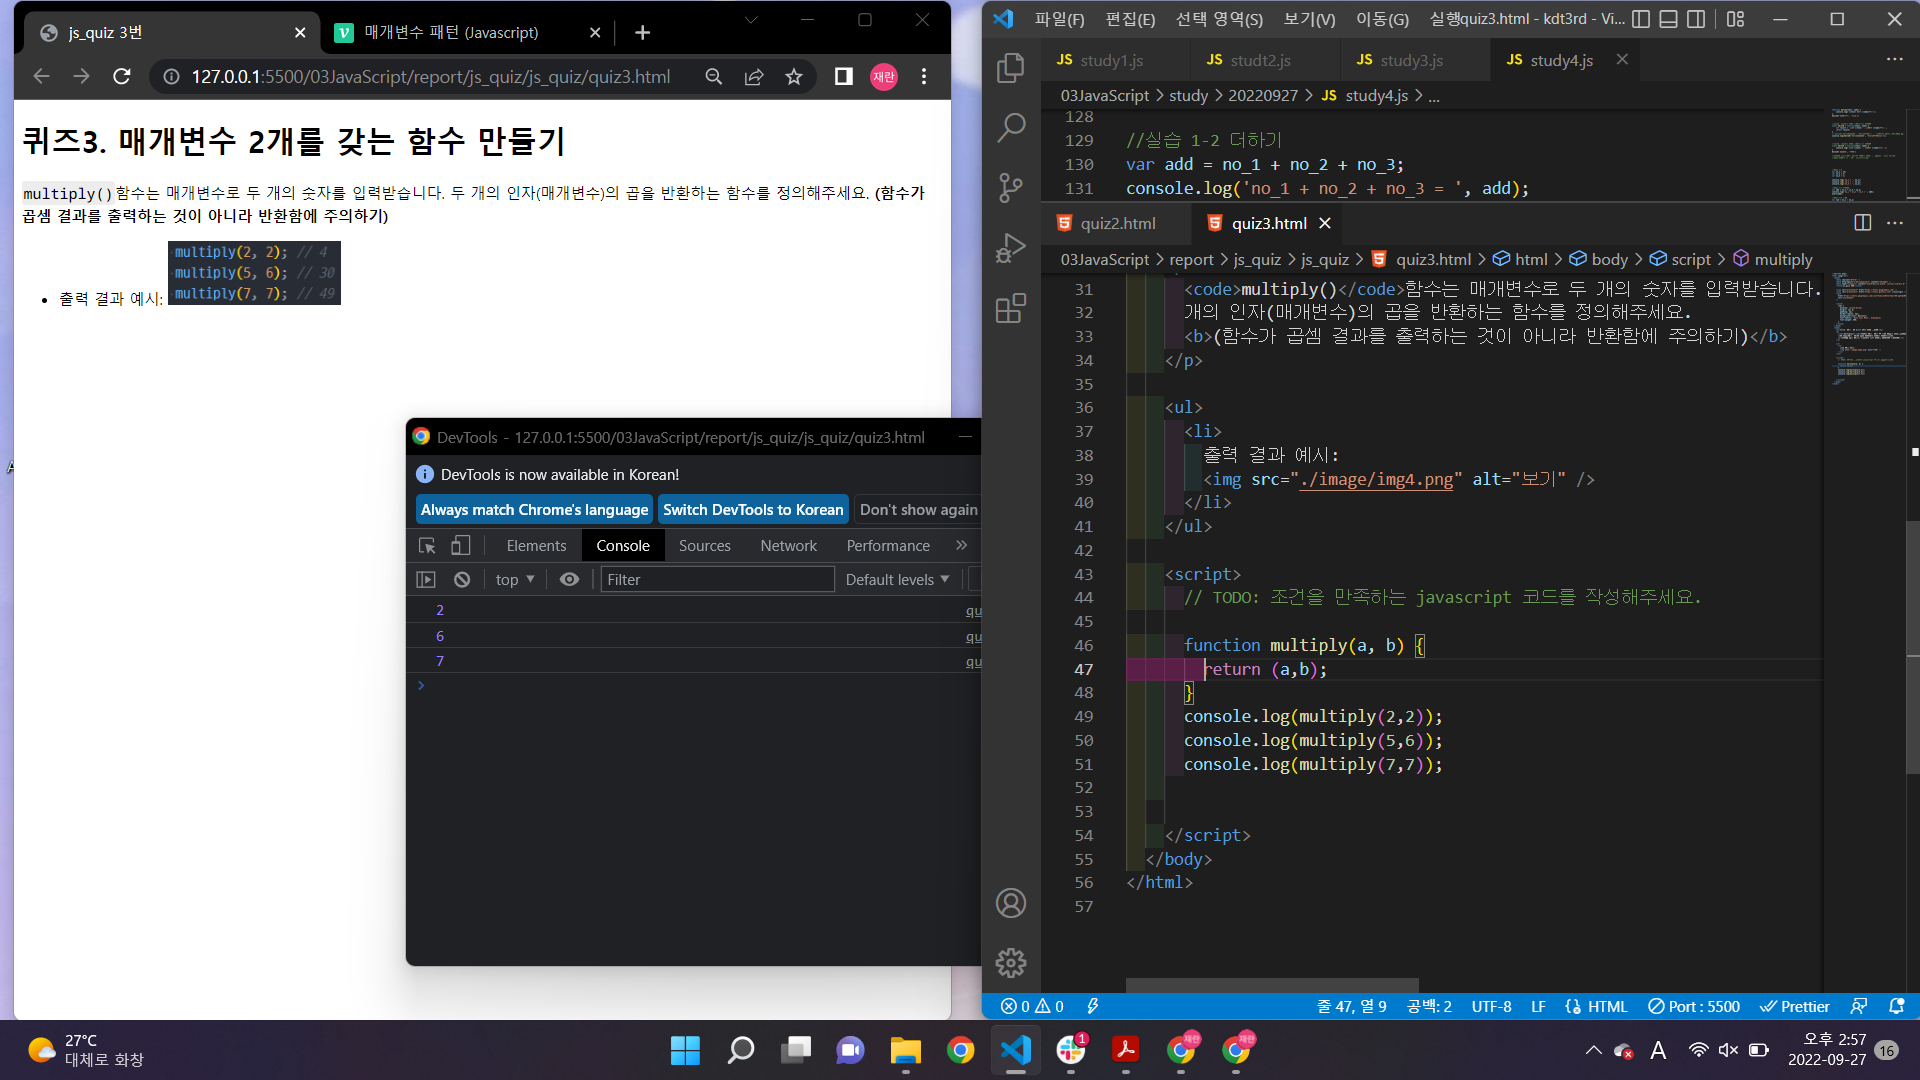 js_quiz 3번
매개변수 패턴 (Javascript)
127.0.0.1:5500/03JavaScript/report/js_quiz/js_quiz/quiz3.html
재란
퀴즈3. 매개변수 2개를 갖는 함수 만들기
multiply()함수는 매개변수로 두 개의 숫자를 입력받습니다. 두 개의 인자(매개변수)의 곱을 반환하는 함수를 정의해주세요. (함수가
곱셈 결과를 출력하는 것이 아니라 반환함에 주의하기)
multiply(2, 2); // 4
multiply(5, 6); // 30
multiply(7, 7); // 49
• 출력 결과 예시:
DevTools - 127.0.0.1:5500/03JavaScript/report/js_quiz/js_quiz/quiz3.html
DevTools is now available in Korean!
Always match Chrome's language
Switch DevTools to Korean
Don't show again
Elements
Console
Sources
Network
Performance
top
Filter
Default levels
2 qu
6 qu
7 qu
파일(F) 편집(E) 선택 영역(S) 보기(V) 이동(G) 실행 quiz3.html - kdt3rd - Vi...
JS study1.js
JS studt2.js
JS study3.js
JS study4.js
03JavaScript > study > 20220927 > JS study4.js > ...
128
129 //실습 1-2 더하기
130 var add = no_1 + no_2 + no_3;
131 console.log('no_1 + no_2 + no_3 = ', add);
quiz2.html
quiz3.html
03JavaScript > report > js_quiz > js_quiz > quiz3.html > html > body > script > multiply
31 <code>multiply()</code>함수는 매개변수로 두 개의 숫자를 입력받습니다.
32 개의 인자(매개변수)의 곱을 반환하는 함수를 정의해주세요.
33 <b>(함수가 곱셈 결과를 출력하는 것이 아니라 반환함에 주의하기)</b>
34 </p>
35
36 <ul>
37 <li>
38 출력 결과 예시:
39 <img src="./image/img4.png" alt="보기" />
40 </li>
41 </ul>
42
43 <script>
44 // TODO: 조건을 만족하는 javascript 코드를 작성해주세요.
45
46 function multiply(a, b) {
47 return (a,b);
48 }
49 console.log(multiply(2,2));
50 console.log(multiply(5,6));
51 console.log(multiply(7,7));
52
53
54 </script>
55 </body>
56 </html>
57
0 0
줄 47, 열 9
공백: 2
UTF-8
LF
HTML
Port : 5500
Prettier
27°C
대체로 화창
1
재란
재란
A
오후 2:57
2022-09-27
16